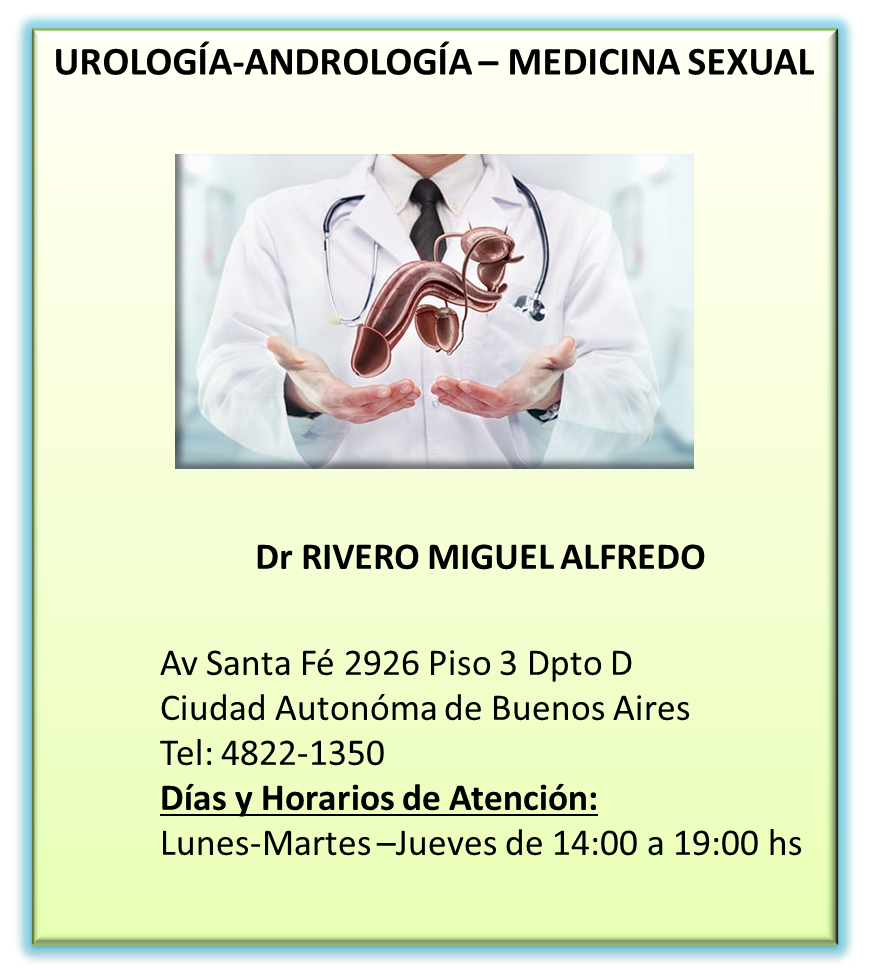 UROLOGÍA-ANDROLOGÍA – MEDICINA SEXUAL
Dr RIVERO MIGUEL ALFREDO
Av Santa Fé 2926 Piso 3 Dpto D
Ciudad Autonóma de Buenos Aires
Tel: 4822-1350
Días y Horarios de Atención:
Lunes-Martes –Jueves de 14:00 a 19:00 hs